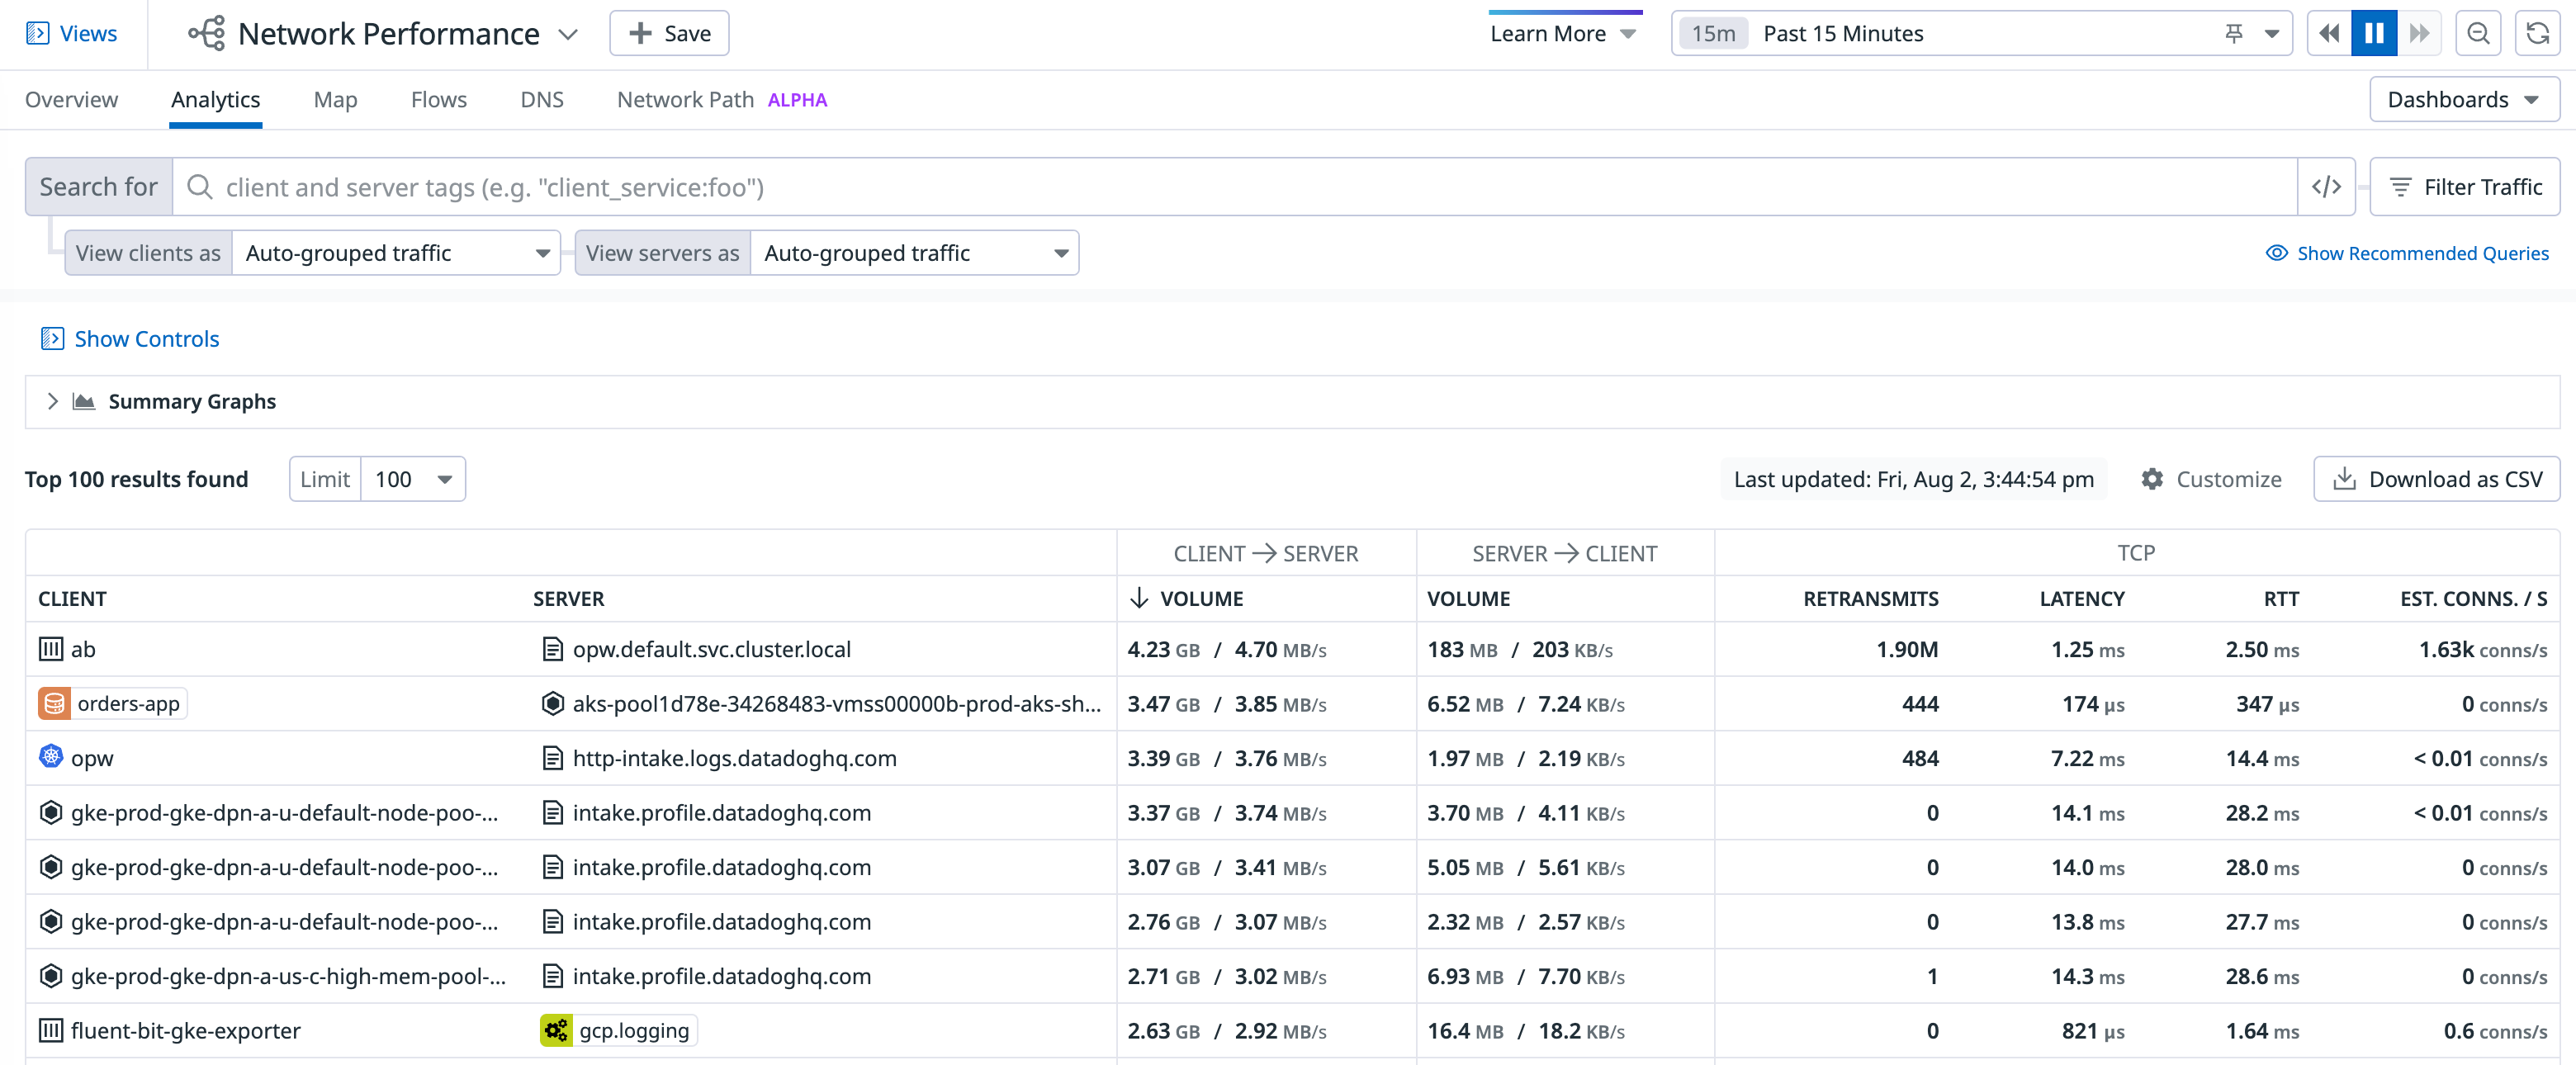 Views
Network Performance
Save
Learn More
15m Past 15 Minutes
Overview Analytics Map Flows DNS Network Path ALPHA
Dashboards
Search for client and server tags (e.g. "client_service:foo")
</>
Filter Traffic
View clients as Auto-grouped traffic View servers as Auto-grouped traffic
Show Recommended Queries
Show Controls
Summary Graphs
Top 100 results found Limit 100 Last updated: Fri, Aug 2, 3:44:54 pm Customize Download as CSV
CLIENT → SERVER SERVER → CLIENT TCP
CLIENT SERVER ↓ VOLUME VOLUME RETRANSMITS LATENCY RTT EST. CONNS. / S
ab opw.default.svc.cluster.local 4.23 GB / 4.70 MB/s 183 MB / 203 KB/s 1.90M 1.25 ms 2.50 ms 1.63k conns/s
orders-app aks-pool1d78e-34268483-vmss00000b-prod-aks-sh... 3.47 GB / 3.85 MB/s 6.52 MB / 7.24 KB/s 444 174 µs 347 µs 0 conns/s
opw http-intake.logs.datadoghq.com 3.39 GB / 3.76 MB/s 1.97 MB / 2.19 KB/s 484 7.22 ms 14.4 ms < 0.01 conns/s
gke-prod-gke-dpn-a-u-default-node-poo-... intake.profile.datadoghq.com 3.37 GB / 3.74 MB/s 3.70 MB / 4.11 KB/s 0 14.1 ms 28.2 ms < 0.01 conns/s
gke-prod-gke-dpn-a-u-default-node-poo-... intake.profile.datadoghq.com 3.07 GB / 3.41 MB/s 5.05 MB / 5.61 KB/s 0 14.0 ms 28.0 ms 0 conns/s
gke-prod-gke-dpn-a-u-default-node-poo-... intake.profile.datadoghq.com 2.76 GB / 3.07 MB/s 2.32 MB / 2.57 KB/s 0 13.8 ms 27.7 ms 0 conns/s
gke-prod-gke-dpn-a-us-c-high-mem-pool-... intake.profile.datadoghq.com 2.71 GB / 3.02 MB/s 6.93 MB / 7.70 KB/s 1 14.3 ms 28.6 ms 0 conns/s
fluent-bit-gke-exporter gcp.logging 2.63 GB / 2.92 MB/s 16.4 MB / 18.2 KB/s 0 821 µs 1.64 ms 0.6 conns/s